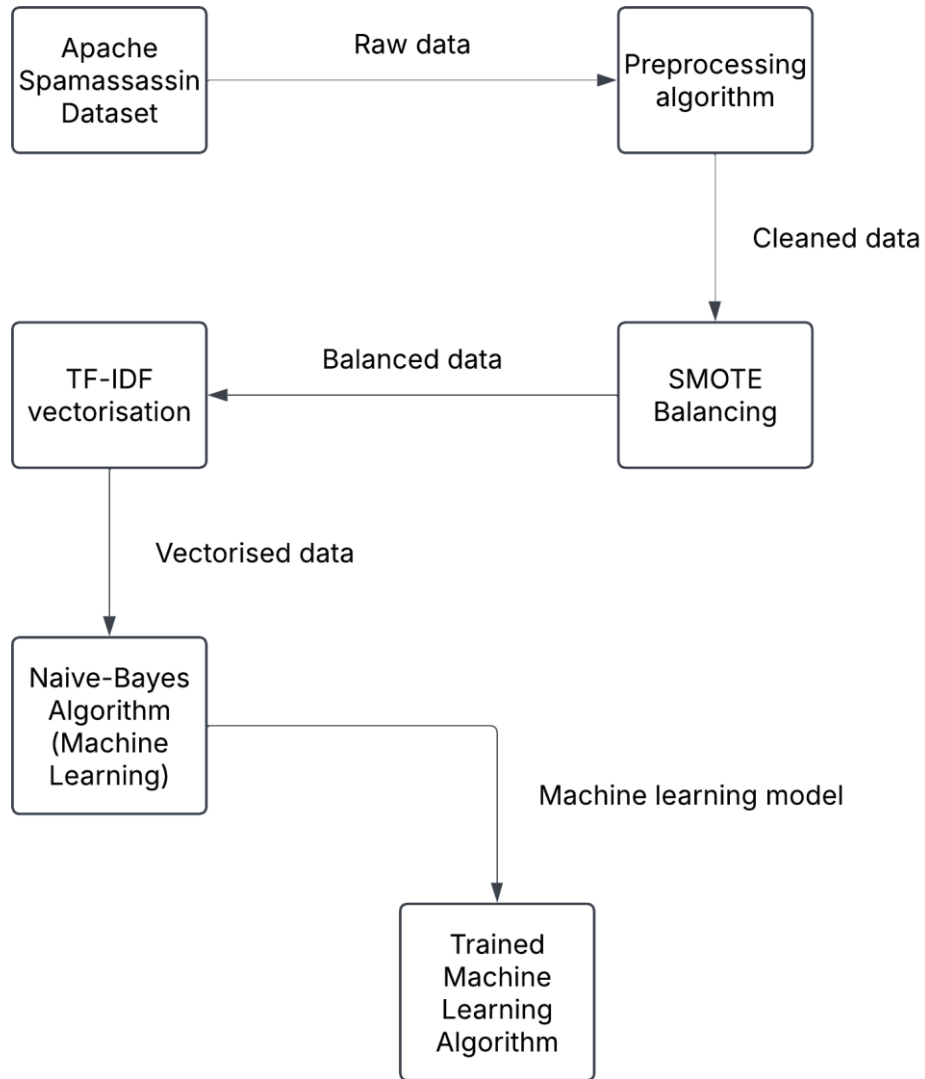 Apache
Spamassassin
Dataset
Raw data
Preprocessing
algorithm
Cleaned data
SMOTE
Balancing
Balanced data
TF-IDF
vectorisation
Vectorised data
Naive-Bayes
Algorithm
(Machine
Learning)
Machine learning model
Trained
Machine
Learning
Algorithm